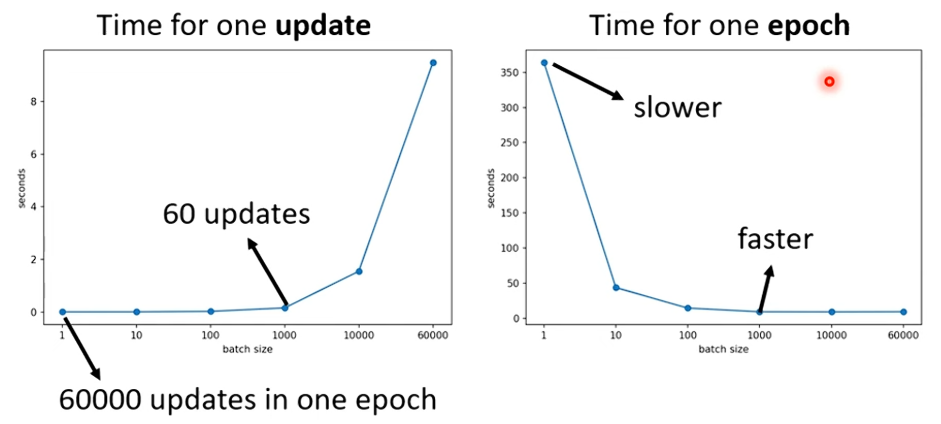 Time for one update
Time for one epoch
8
6
4
2
0
seconds
60 updates
1
10
100
1000
10000
60000
batch size
60000 updates in one epoch
350
300
250
200
150
100
50
0
seconds
slower
faster
1
10
100
1000
10000
60000
batch size